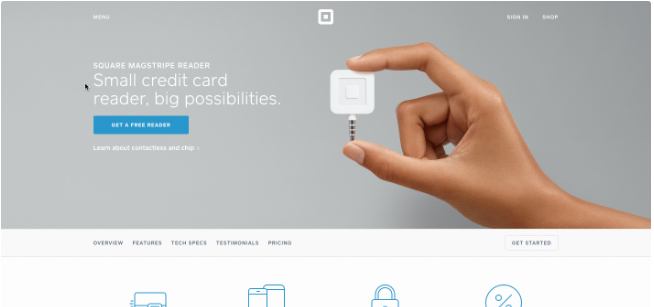 MENU
SIGN IN
SHOP
SQUARE MAGSTRIPE READER
Small credit card
reader, big possibilities.
GET A FREE READER
Learn about contactless and chip ›
OVERVIEW
FEATURES
TECH SPECS
TESTIMONIALS
PRICING
GET STARTED